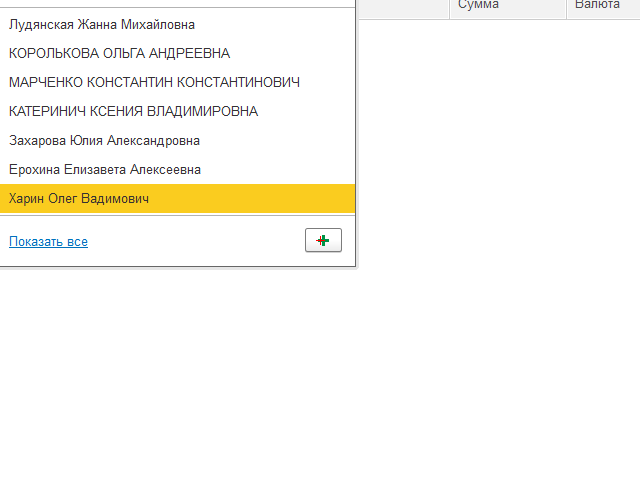 Сумма Валюта
Лудянская Жанна Михайловна
КОРОЛЬКОВА ОЛЬГА АНДРЕЕВНА
МАРЧЕНКО КОНСТАНТИН КОНСТАНТИНОВИЧ
КАТЕРИНИЧ КСЕНИЯ ВЛАДИМИРОВНА
Захарова Юлия Александровна
Ерохина Елизавета Алексеевна
Харин Олег Вадимович
Показать все